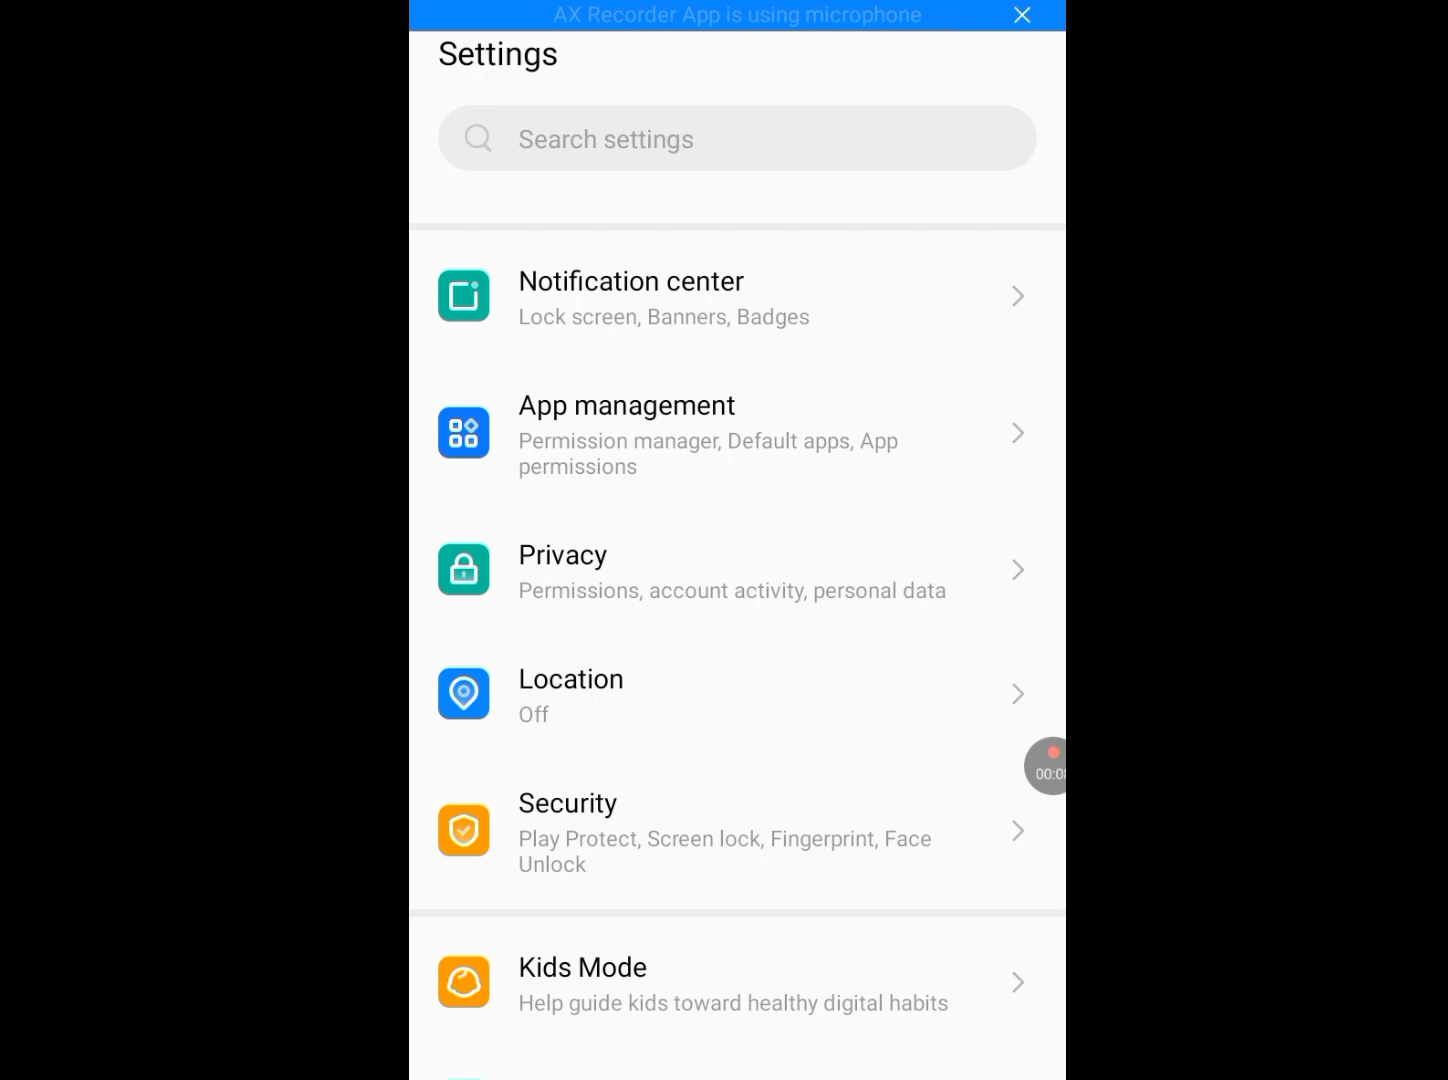 AX Recorder App is using microphone
Settings
Search settings
Notification center
Lock screen, Banners, Badges
App management
Permission manager, Default apps, App
permissions
Privacy
Permissions, account activity, personal data
Location
Off
Security
Play Protect, Screen lock, Fingerprint, Face
Unlock
Kids Mode
Help guide kids toward healthy digital habits